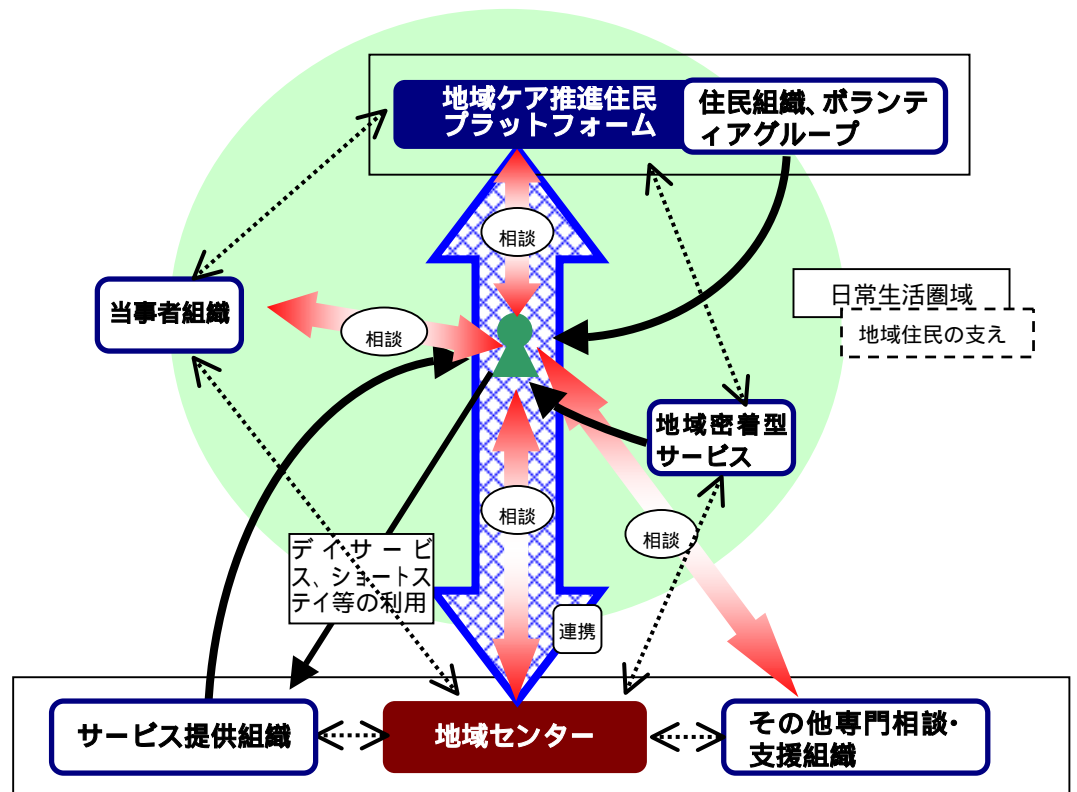 地域ケア推進住民
プラットフォーム
住民組織、ボランテ
ィアグループ
相談
日常生活圏域
地域住民の支え
当事者組織
相談
地域密着型
サービス
相談
相談
デイサービ
ス、ショートス
テイ等の利用
連携
サービス提供組織
地域センター
その他専門相談・
支援組織